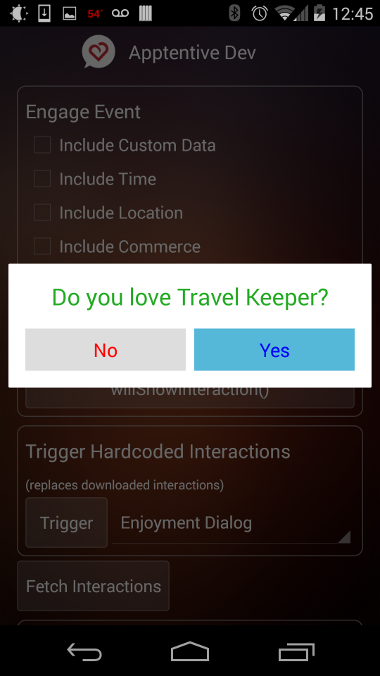 54° 12:45
Apptentive Dev
Engage Event
Include Custom Data
Include Time
Include Location
Include Commerce
Do you love Travel Keeper?
No Yes
willShowInteraction()
Trigger Hardcoded Interactions
(replaces downloaded interactions)
Trigger Enjoyment Dialog
Fetch Interactions